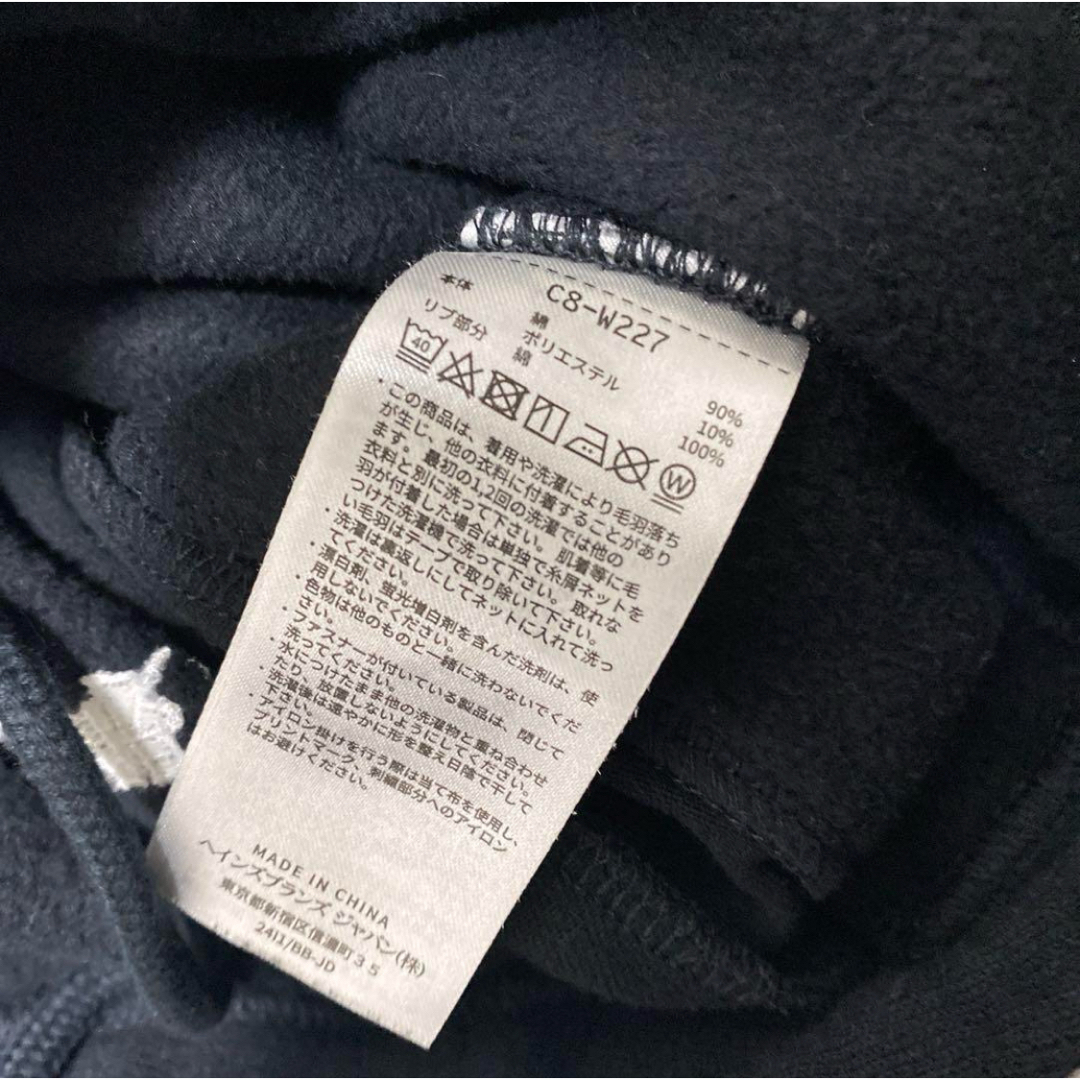 C8-W227
本体 綿 90%
ポリエステル 10%
リブ部分 綿 100%
40
W
・この商品は、着用や洗濯により毛羽落ち
が生じ、他の衣料に付着することがあり
ます。最初の1,2回の洗濯では他の
衣料と別に洗って下さい。肌着等に毛
羽が付着した場合は単独で糸屑ネットを
つけた洗濯機で洗って下さい。取れな
い毛羽はテープで取り除いて下さい。
・洗濯は裏返しにしてネットに入れて洗っ
てください。
・漂白剤、蛍光増白剤を含んだ洗剤は、使
用しないでください。
・色物は他のものと一緒に洗わないでくだ
さい。
・ファスナーが付いている製品は、閉じて
洗ってください。
・水につけたまま他の洗濯物と重ね合わせ
たり、放置しないようにしてください。
・洗濯後は速やかに形を整え日陰で干して
下さい。
・アイロン掛けを行う際は当て布を使用し、
プリントマーク、刺繍部分へのアイロン
はお避けください。
MADE IN CHINA
ヘインズブランズ ジャパン(株)
東京都新宿区信濃町35
2411/BB-JD